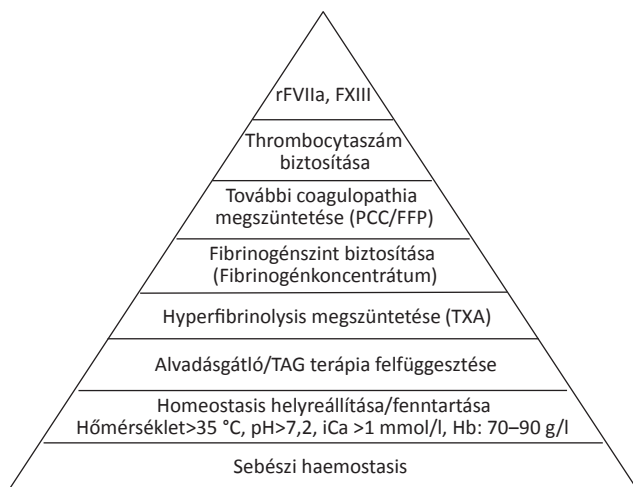 rFVIIa, FXIII
Thrombocytaszám
biztosítása
További coagulopathia
megszüntetése (PCC/FFP)
Fibrinogénszint biztosítása
(Fibrinogénkoncentrátum)
Hyperfibrinolysis megszüntetése (TXA)
Alvadásgátló/TAG terápia felfüggesztése
Homeostasis helyreállítása/fenntartása
Hőmérséklet>35 °C, pH>7,2, iCa >1 mmol/l, Hb: 70–90 g/l
Sebészi haemostasis